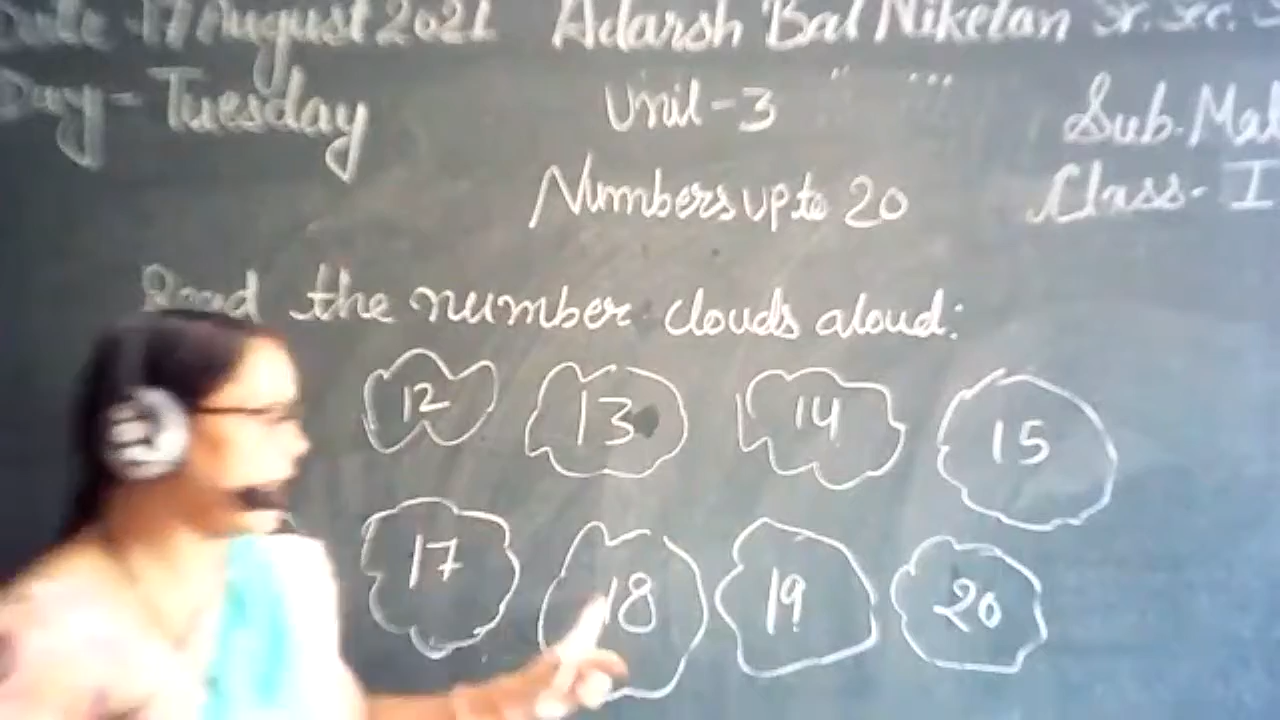 Date 17 August 2021 Adarsh Bal Niketan Sr. Sec.
Day - Tuesday Unit - 3 Sub. Mat
Numbers up to 20 Class - I
Read the number clouds aloud:
12 13 14 15
17 18 19 20